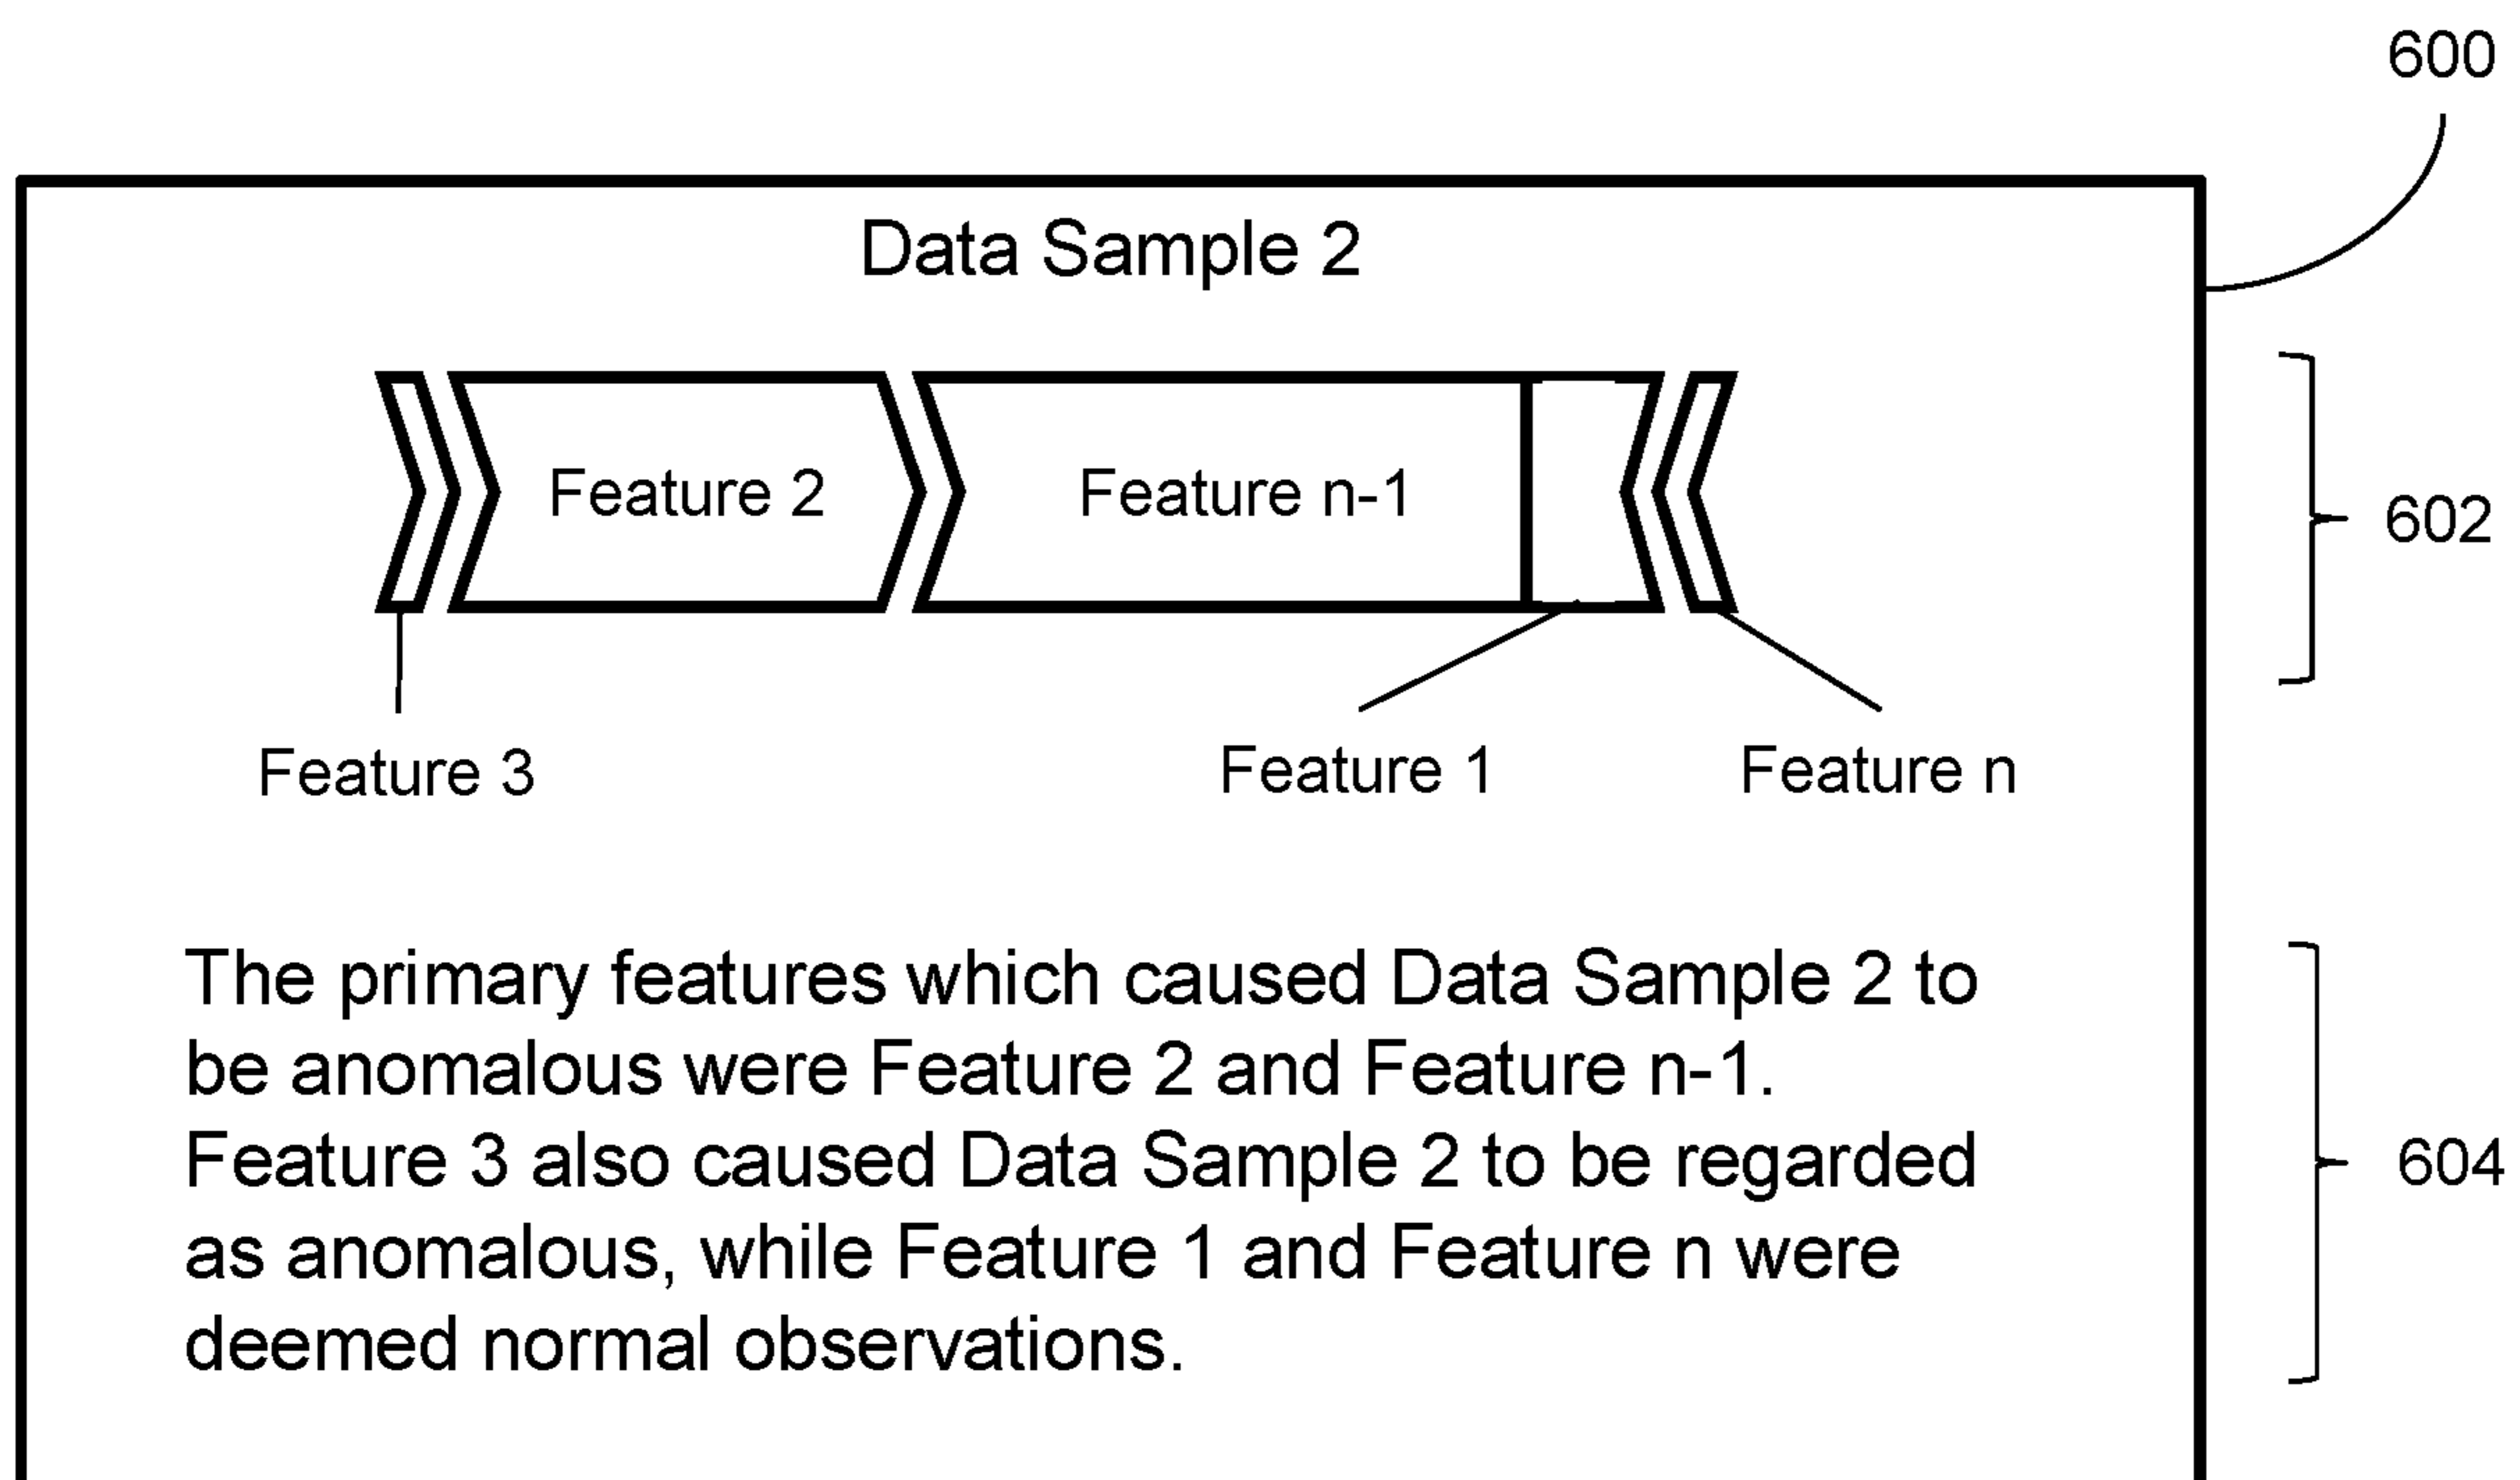 600
Data Sample 2
Feature 2
Feature n-1
602
Feature 3
Feature 1
Feature n
The primary features which caused Data Sample 2 to
be anomalous were Feature 2 and Feature n-1.
Feature 3 also caused Data Sample 2 to be regarded
as anomalous, while Feature 1 and Feature n were
deemed normal observations.
604